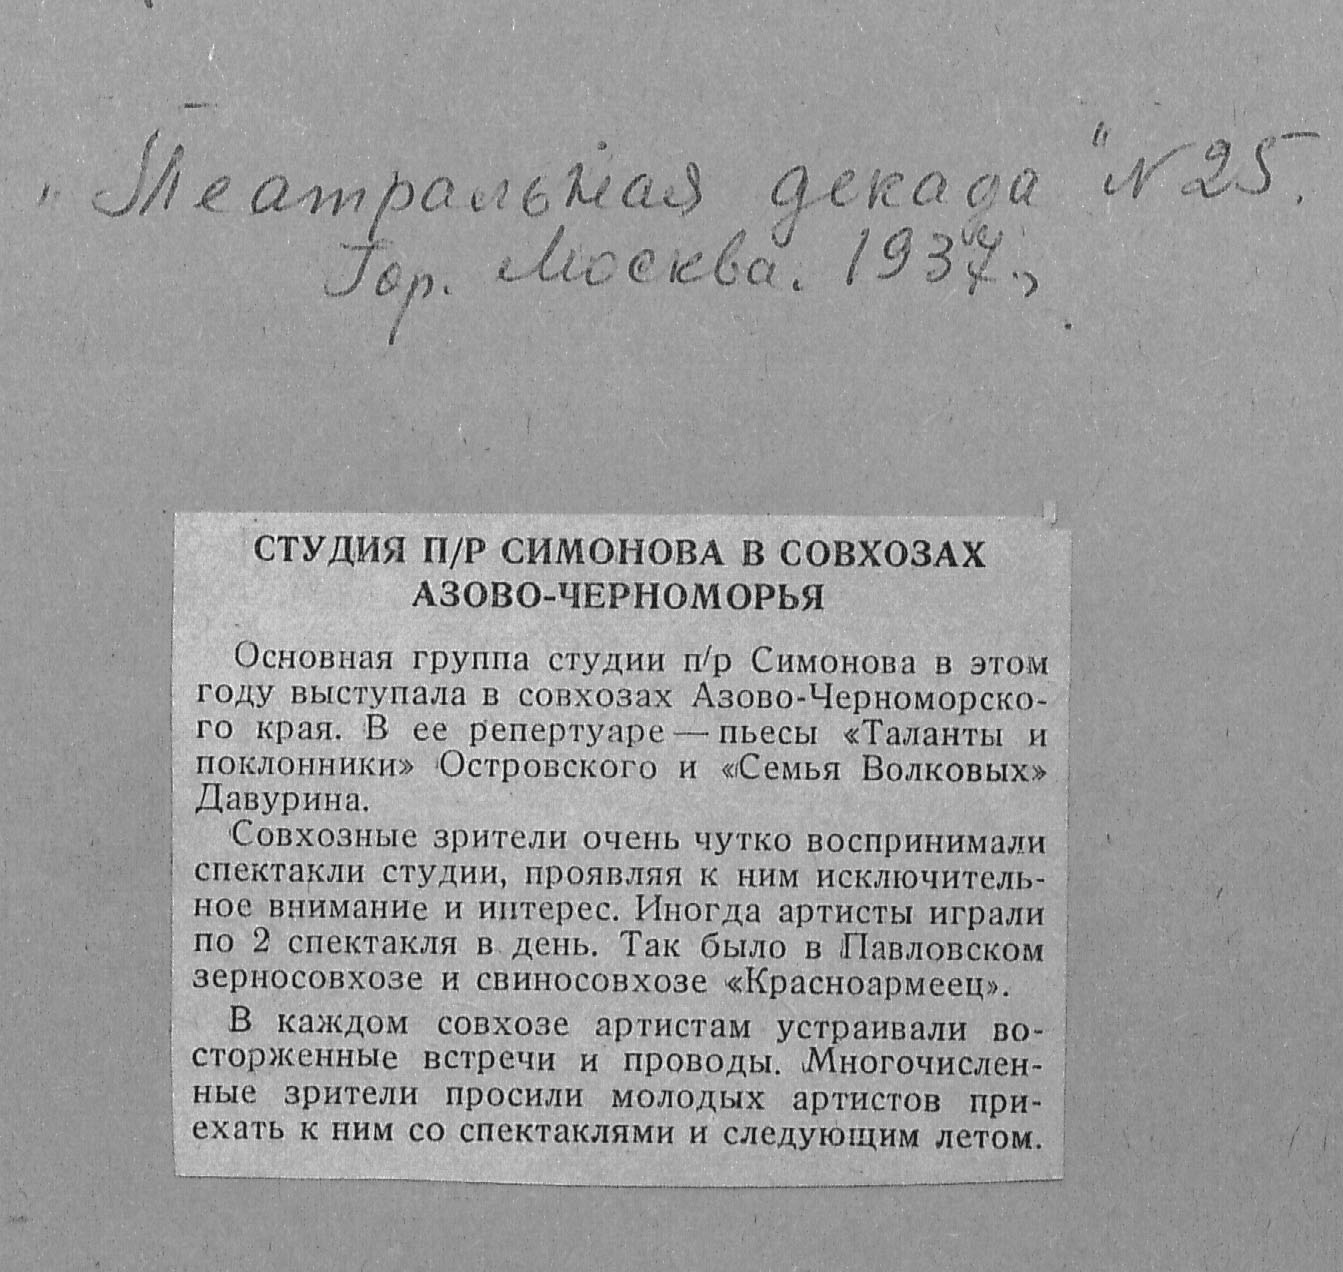 „Театральная декада" N 25.
Гор. Москва. 1937 г.,
СТУДИЯ П/Р СИМОНОВА В СОВХОЗАХ
АЗОВО-ЧЕРНОМОРЬЯ
Основная группа студии п/р Симонова в этом
году выступала в совхозах Азово-Черноморско-
го края. В ее репертуаре — пьесы «Таланты и
поклонники» Островского и «Семья Волковых»
Давурина.
Совхозные зрители очень чутко воспринимали
спектакли студии, проявляя к ним исключитель-
ное внимание и интерес. Иногда артисты играли
по 2 спектакля в день. Так было в Павловском
зерносовхозе и свиносовхозе «Красноармеец».
В каждом совхозе артистам устраивали во-
сторженные встречи и проводы. Многочислен-
ные зрители просили молодых артистов при-
ехать к ним со спектаклями и следующим летом.